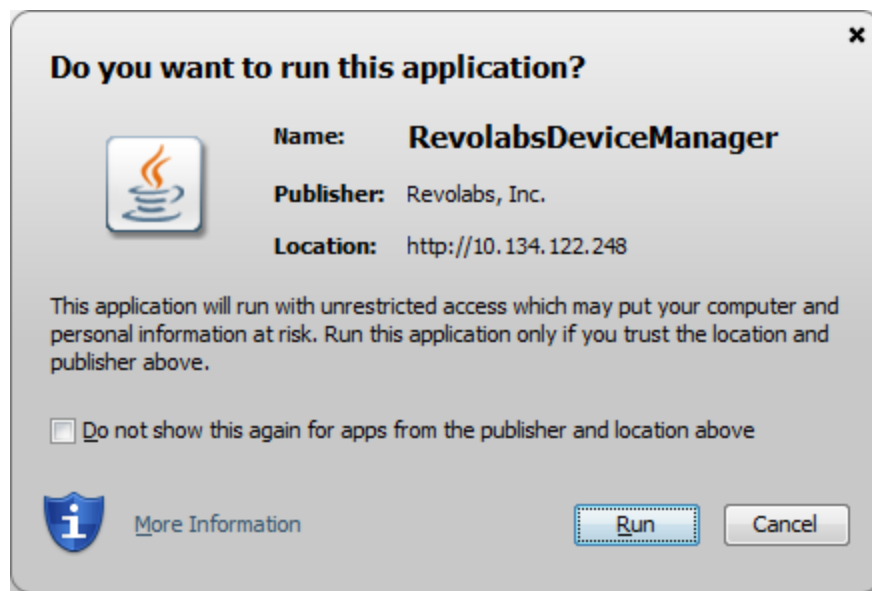 Do you want to run this application?
Name: RevolabsDeviceManager
Publisher: Revolabs, Inc.
Location: http://10.134.122.248
This application will run with unrestricted access which may put your computer and
personal information at risk. Run this application only if you trust the location and
publisher above.
Do not show this again for apps from the publisher and location above
More Information
Run Cancel